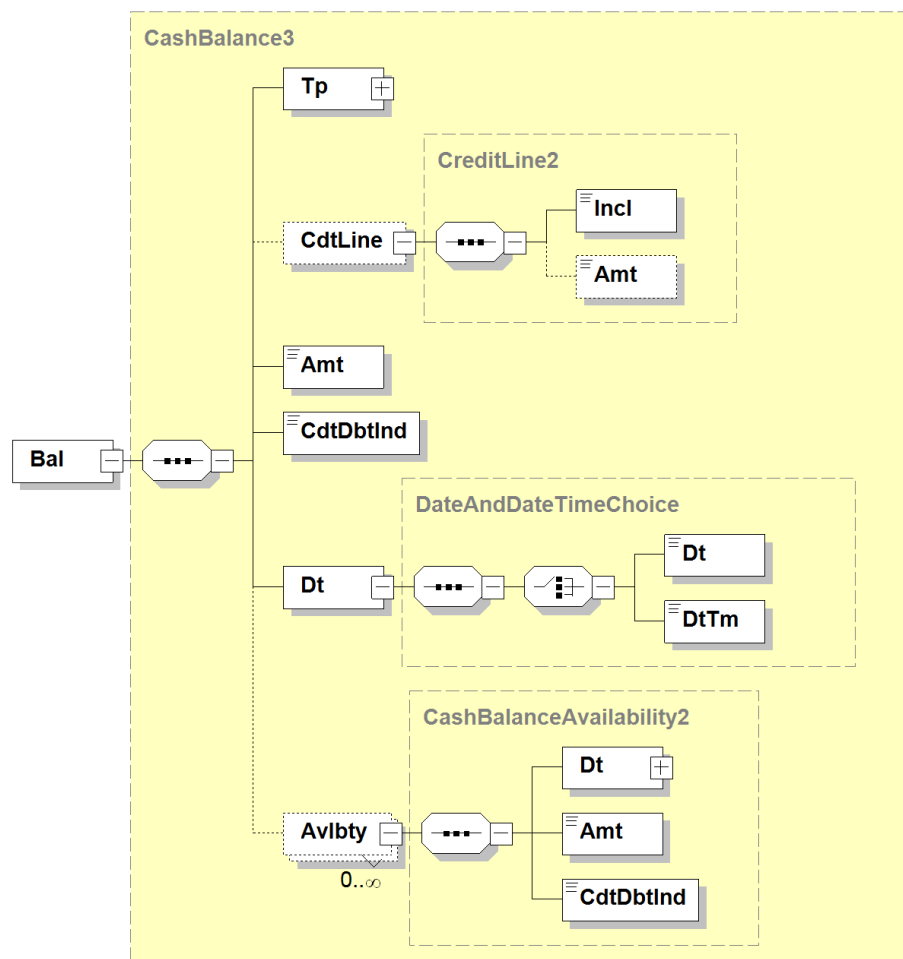 CashBalance3
Tp
CreditLine2
Incl
CdtLine
Amt
Amt
CdtDbtInd
Bal
DateAndDateTimeChoice
Dt
Dt
DtTm
CashBalanceAvailability2
Dt
Avlbty
Amt
0..∞
CdtDbtInd